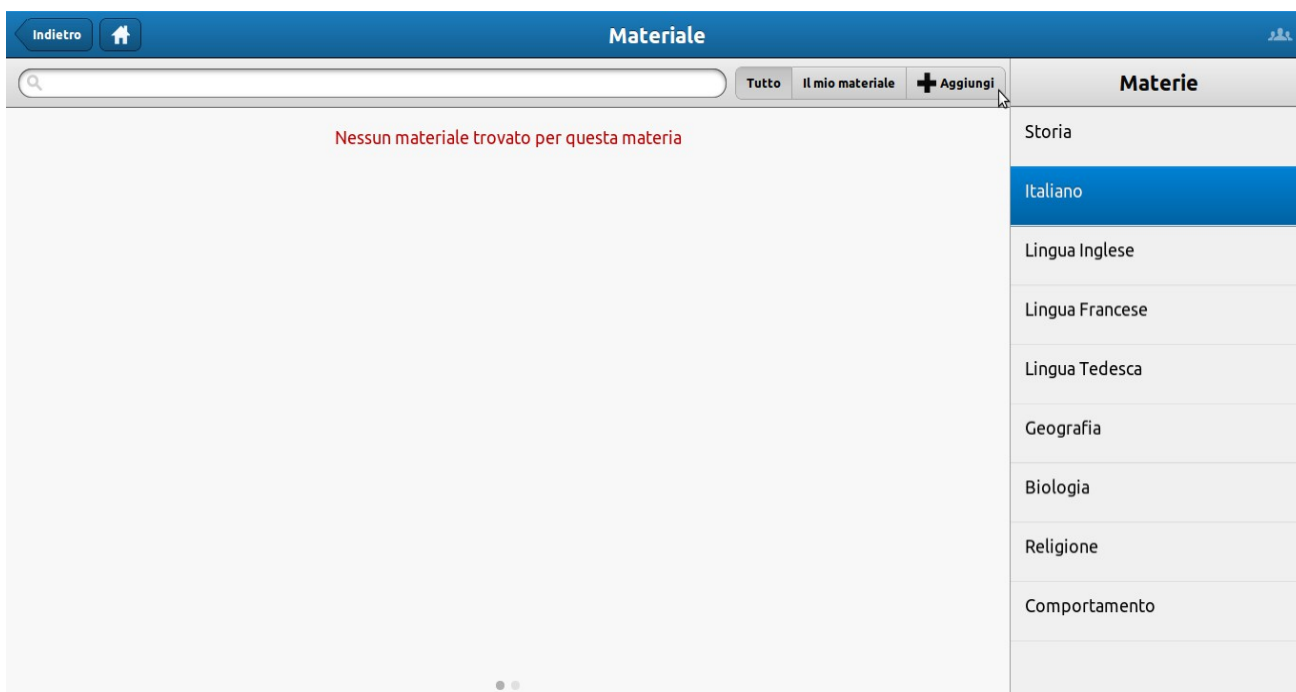 Indietro
Materiale
Tutto Il mio materiale Aggiungi
Materie
Nessun materiale trovato per questa materia
Storia
Italiano
Lingua Inglese
Lingua Francese
Lingua Tedesca
Geografia
Biologia
Religione
Comportamento